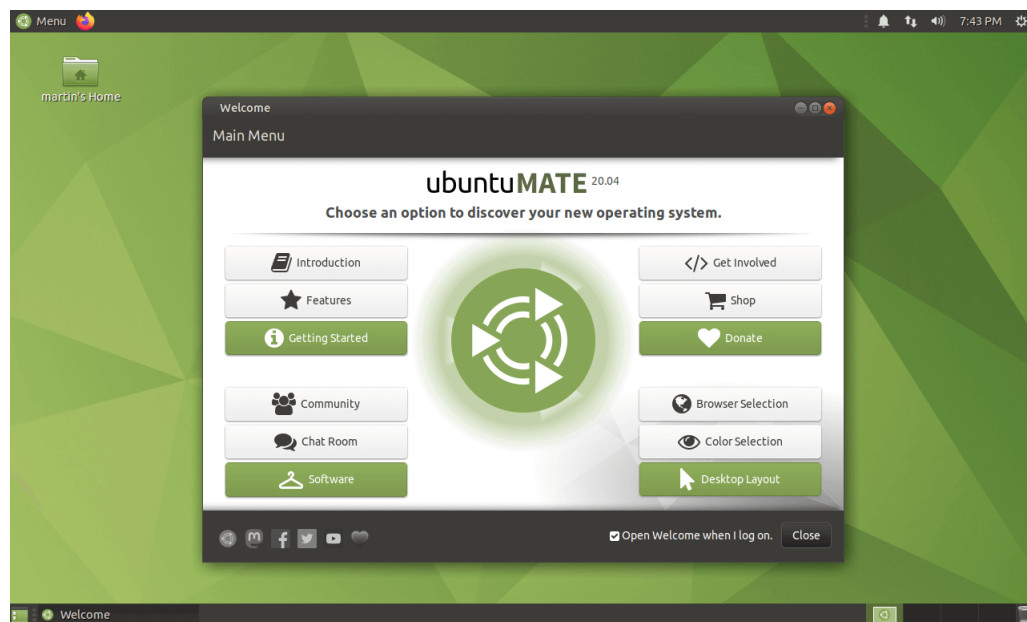 Menu
7:43 PM
martin's Home
Welcome
Main Menu
ubuntu MATE 20.04
Choose an option to discover your new operating system.
Introduction
Features
Getting Started
Community
Chat Room
Software
Get Involved
Shop
Donate
Browser Selection
Color Selection
Desktop Layout
Open Welcome when I log on.
Close
Welcome